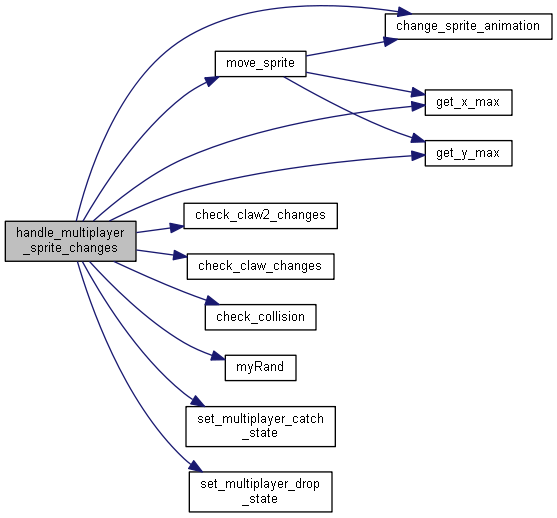 change_sprite_animation
move_sprite
get_x_max
get_y_max
check_claw2_changes
handle_multiplayer
_sprite_changes
check_claw_changes
check_collision
myRand
set_multiplayer_catch
_state
set_multiplayer_drop
_state